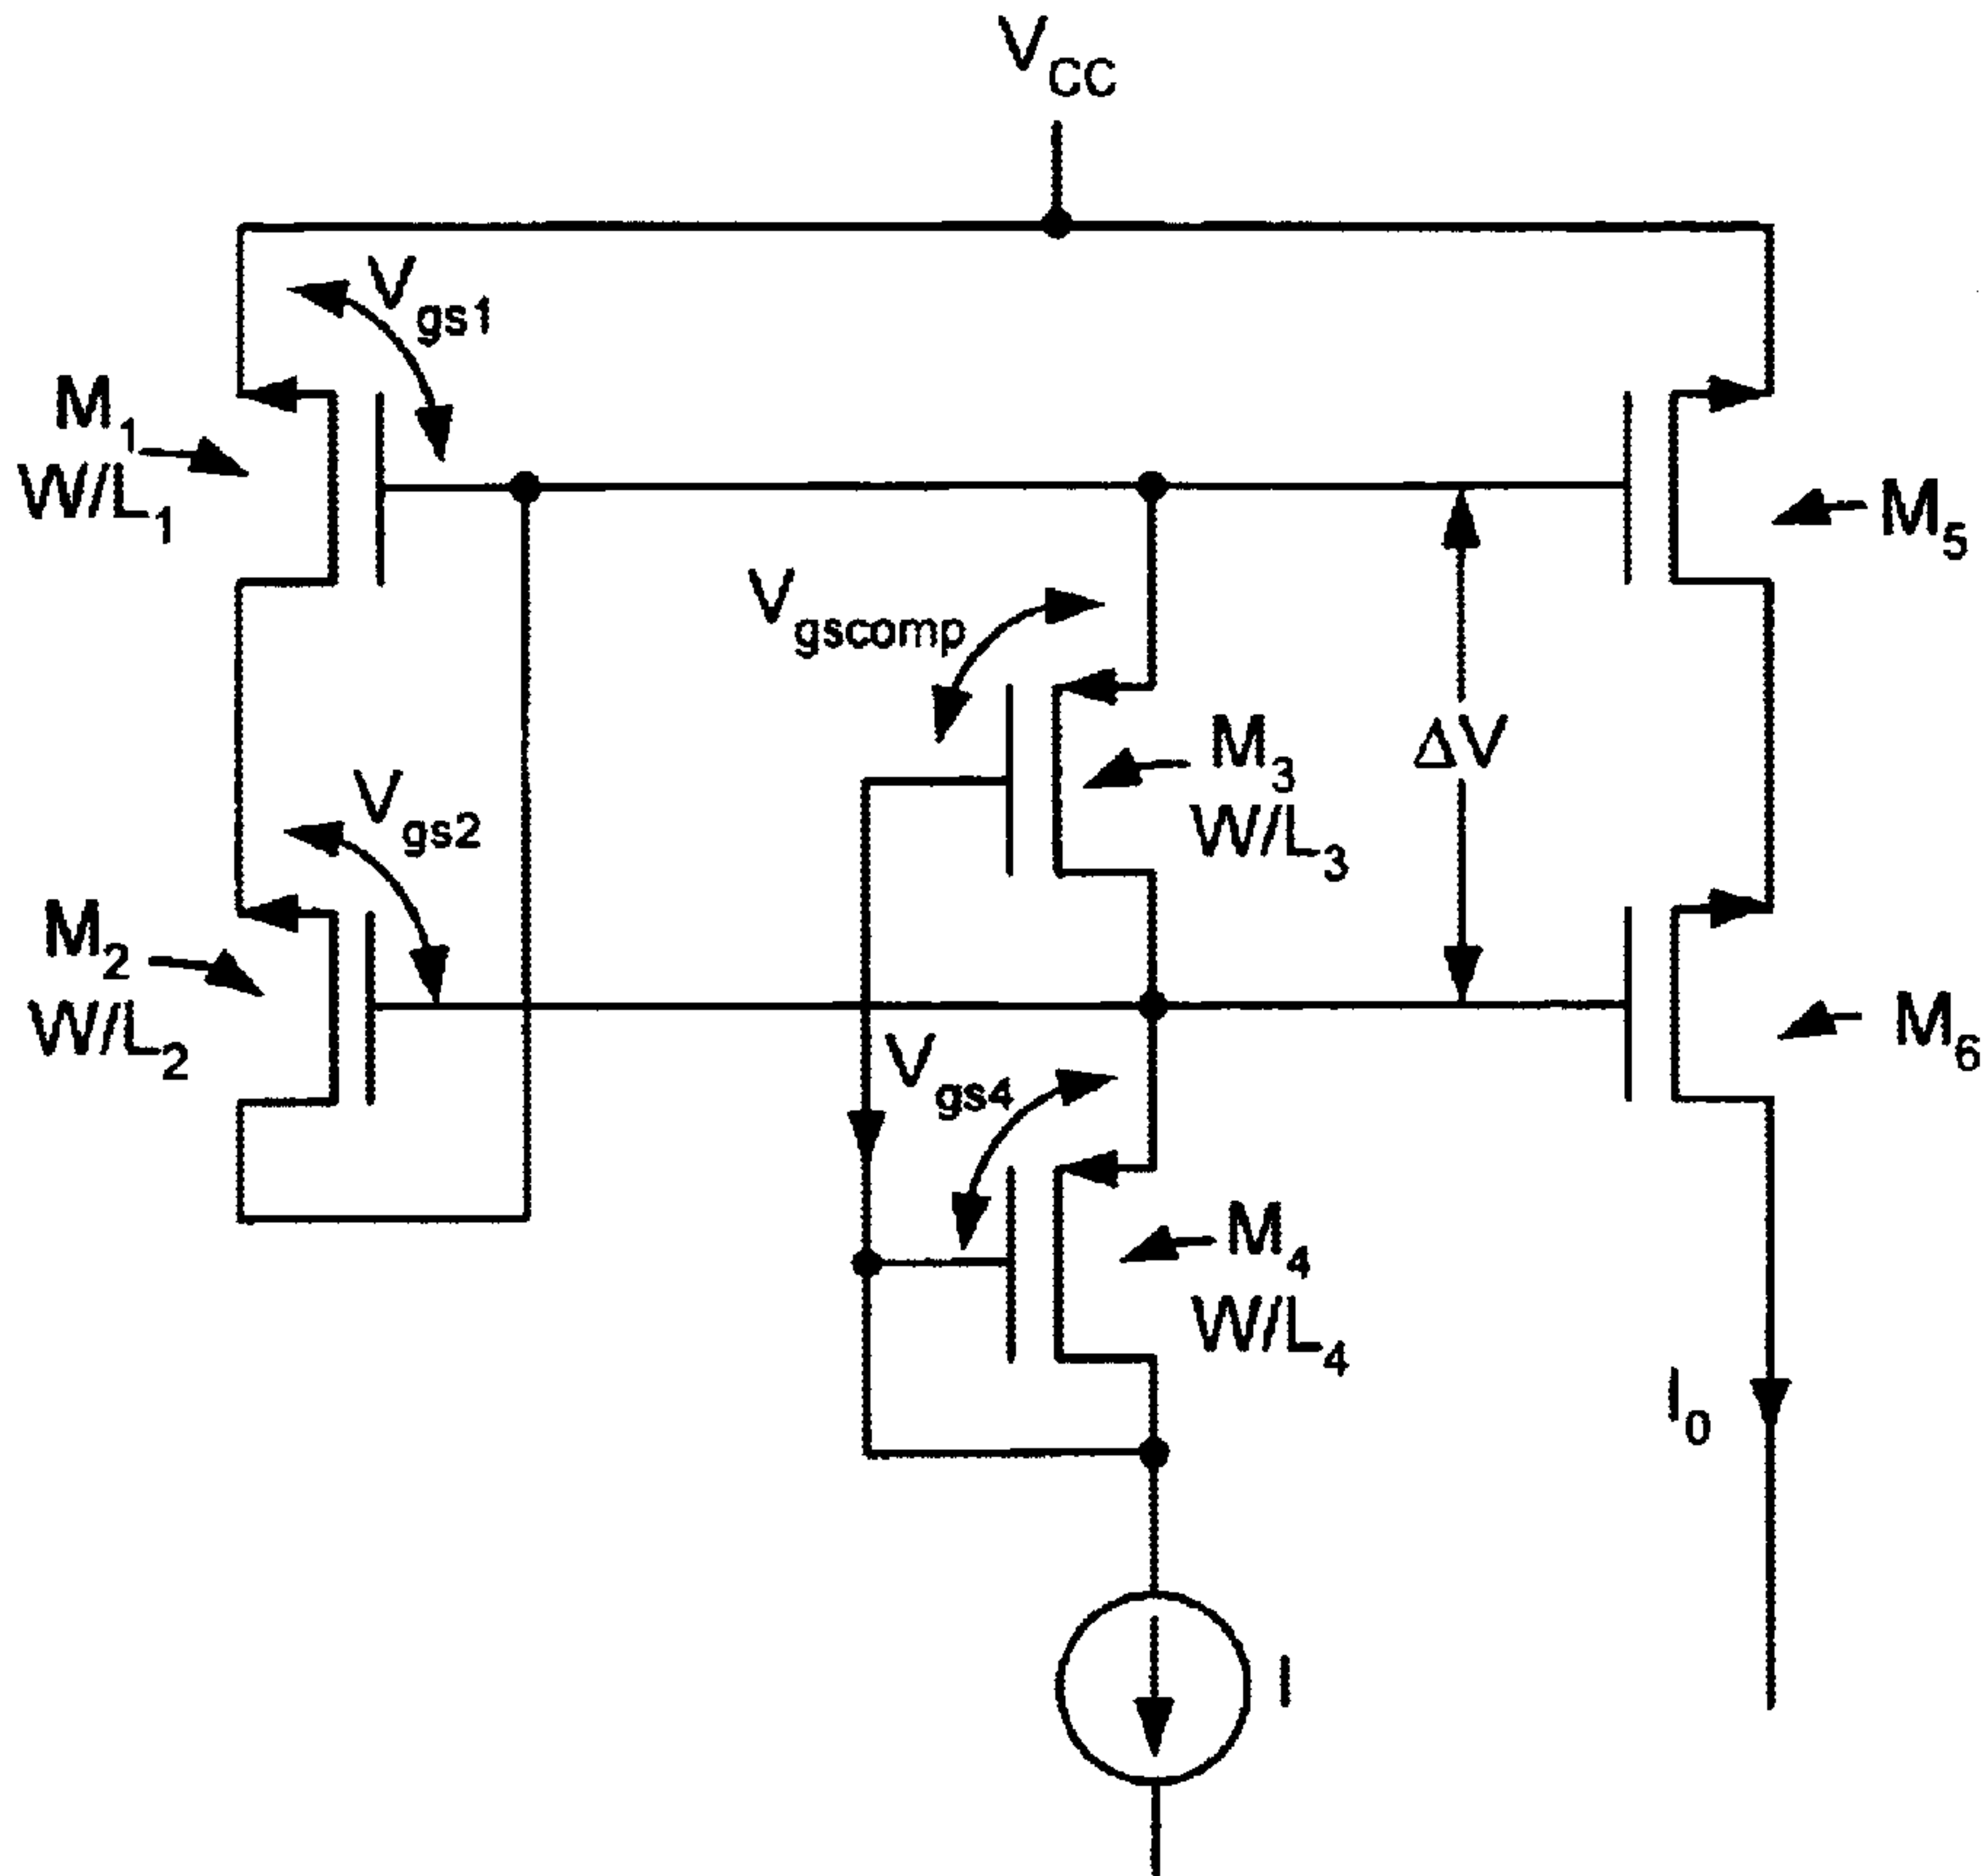 V_CC
V_gs1
M_1
W/L_1
M_5
V_gscomp
M_3
W/L_3
ΔV
V_gs2
M_2
W/L_2
V_gs4
M_6
M_4
W/L_4
I_0
I